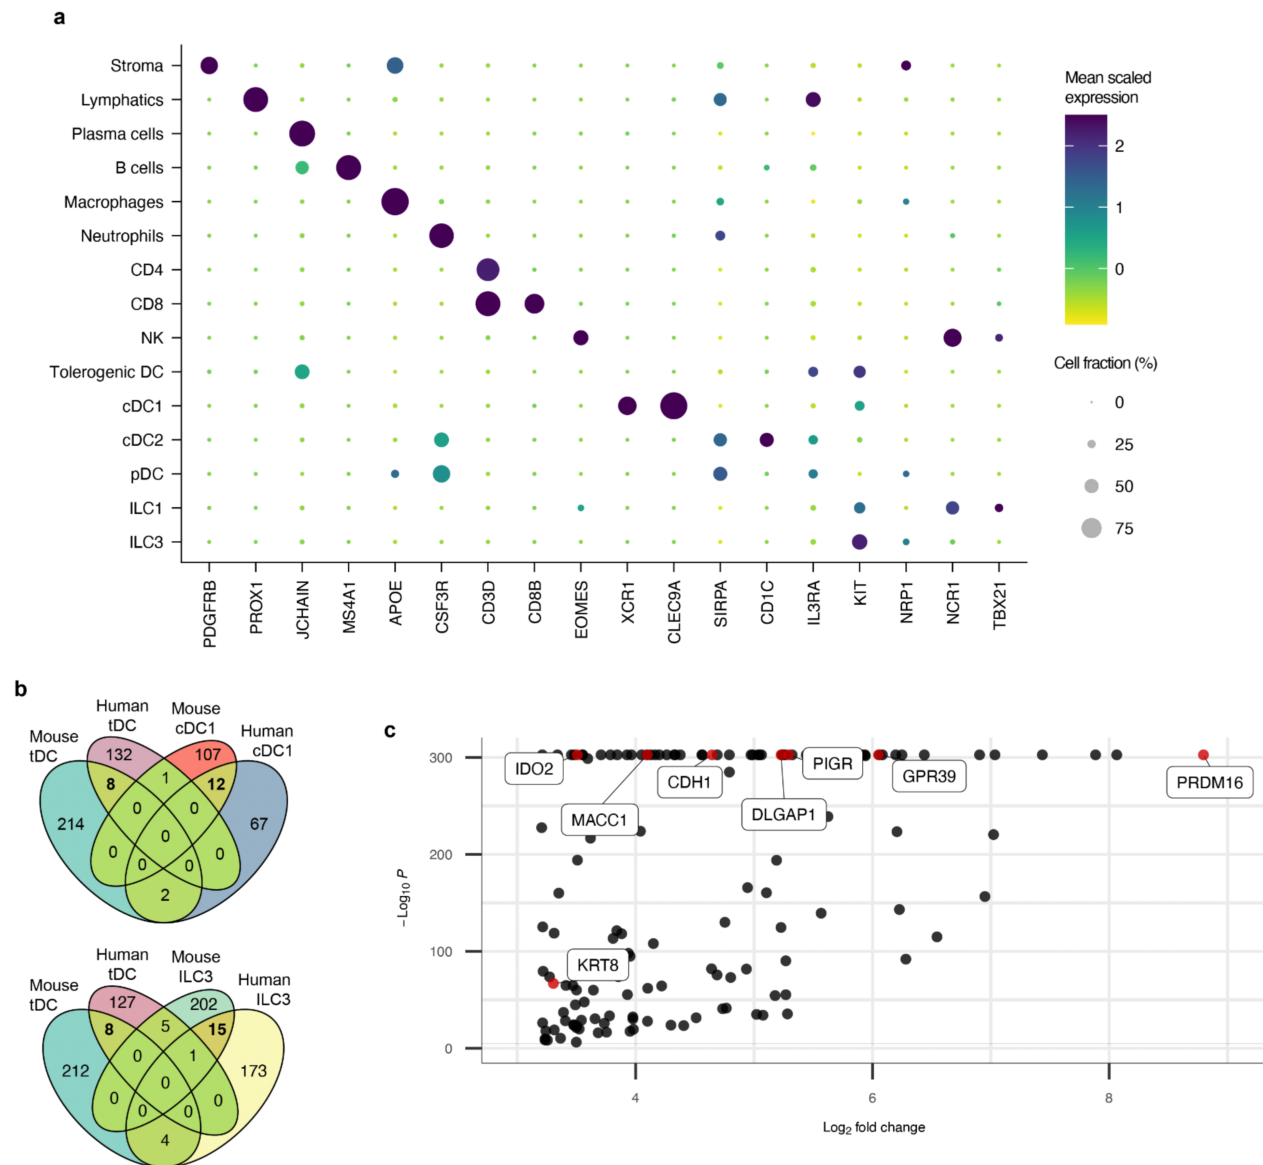 a
Stroma
Lymphatics
Plasma cells
B cells
Macrophages
Neutrophils
CD4
CD8
NK
Tolerogenic DC
cDC1
cDC2
pDC
ILC1
ILC3
PDGFRB
PROX1
JCHAIN
MS4A1
APOE
CSF3R
CD3D
CD8B
EOMES
XCR1
CLEC9A
SIRPA
CD1C
IL3RA
KIT
NRP1
NCR1
TBX21
Mean scaled
expression
2
1
0
Cell fraction (%)
0
25
50
75
b
Mouse
tDC
Human
tDC
Mouse
cDC1
Human
cDC1
132
107
1
8
12
214
0
0
67
0
0
0
0
0
2
Mouse
tDC
Human
tDC
Mouse
ILC3
Human
ILC3
127
202
8
5
15
212
0
1
173
0
0
0
0
0
4
c
300
200
100
0
−Log10 P
IDO2
MACC1
CDH1
DLGAP1
PIGR
GPR39
PRDM16
KRT8
4
6
8
Log2 fold change